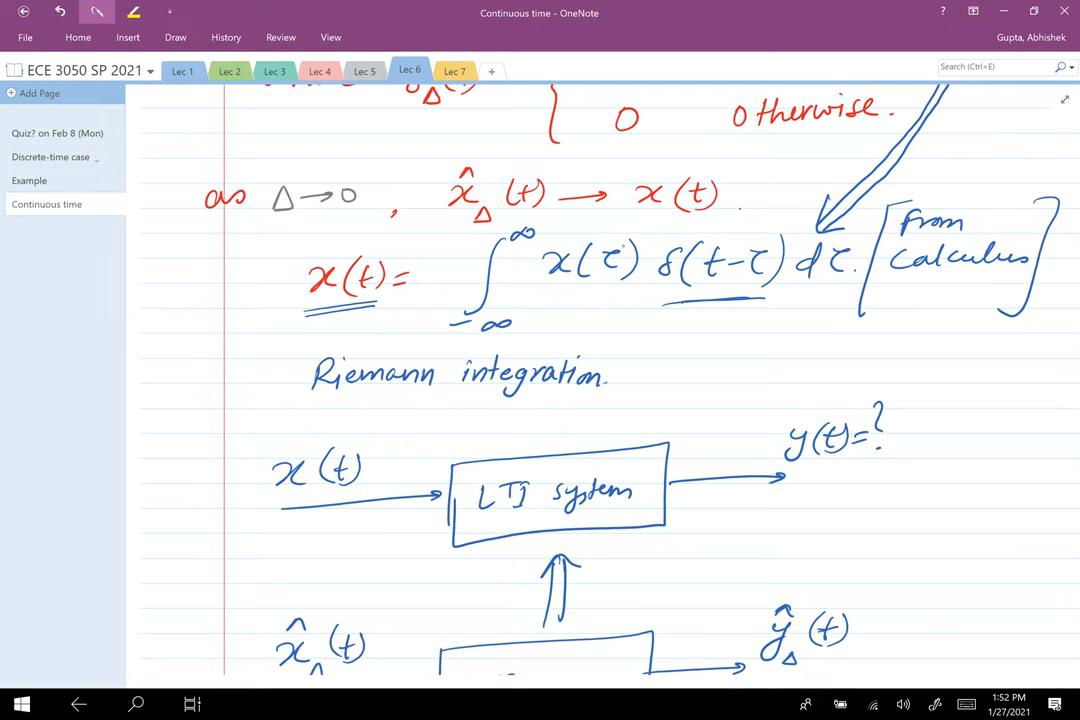 Continuous time - OneNote
?
File Home Insert Draw History Review View
Gupta, Abhishek
ECE 3050 SP 2021
Lec 1 Lec 2 Lec 3 Lec 4 Lec 5 Lec 6 Lec 7 +
Search (Ctrl+E)
Add Page
Quiz? on Feb 8 (Mon)
Discrete-time case _
Example
Continuous time
0 otherwise.
as Δ→0, x̂_Δ(t) → x(t).
x(t)= ∫_{-∞}^{∞} x(τ) δ(t-τ) dτ. [From calculus]
Riemann integration.
x(t) → LTI system → y(t)=?
x̂_Δ(t) → ŷ_Δ(t)
1:52 PM
1/27/2021